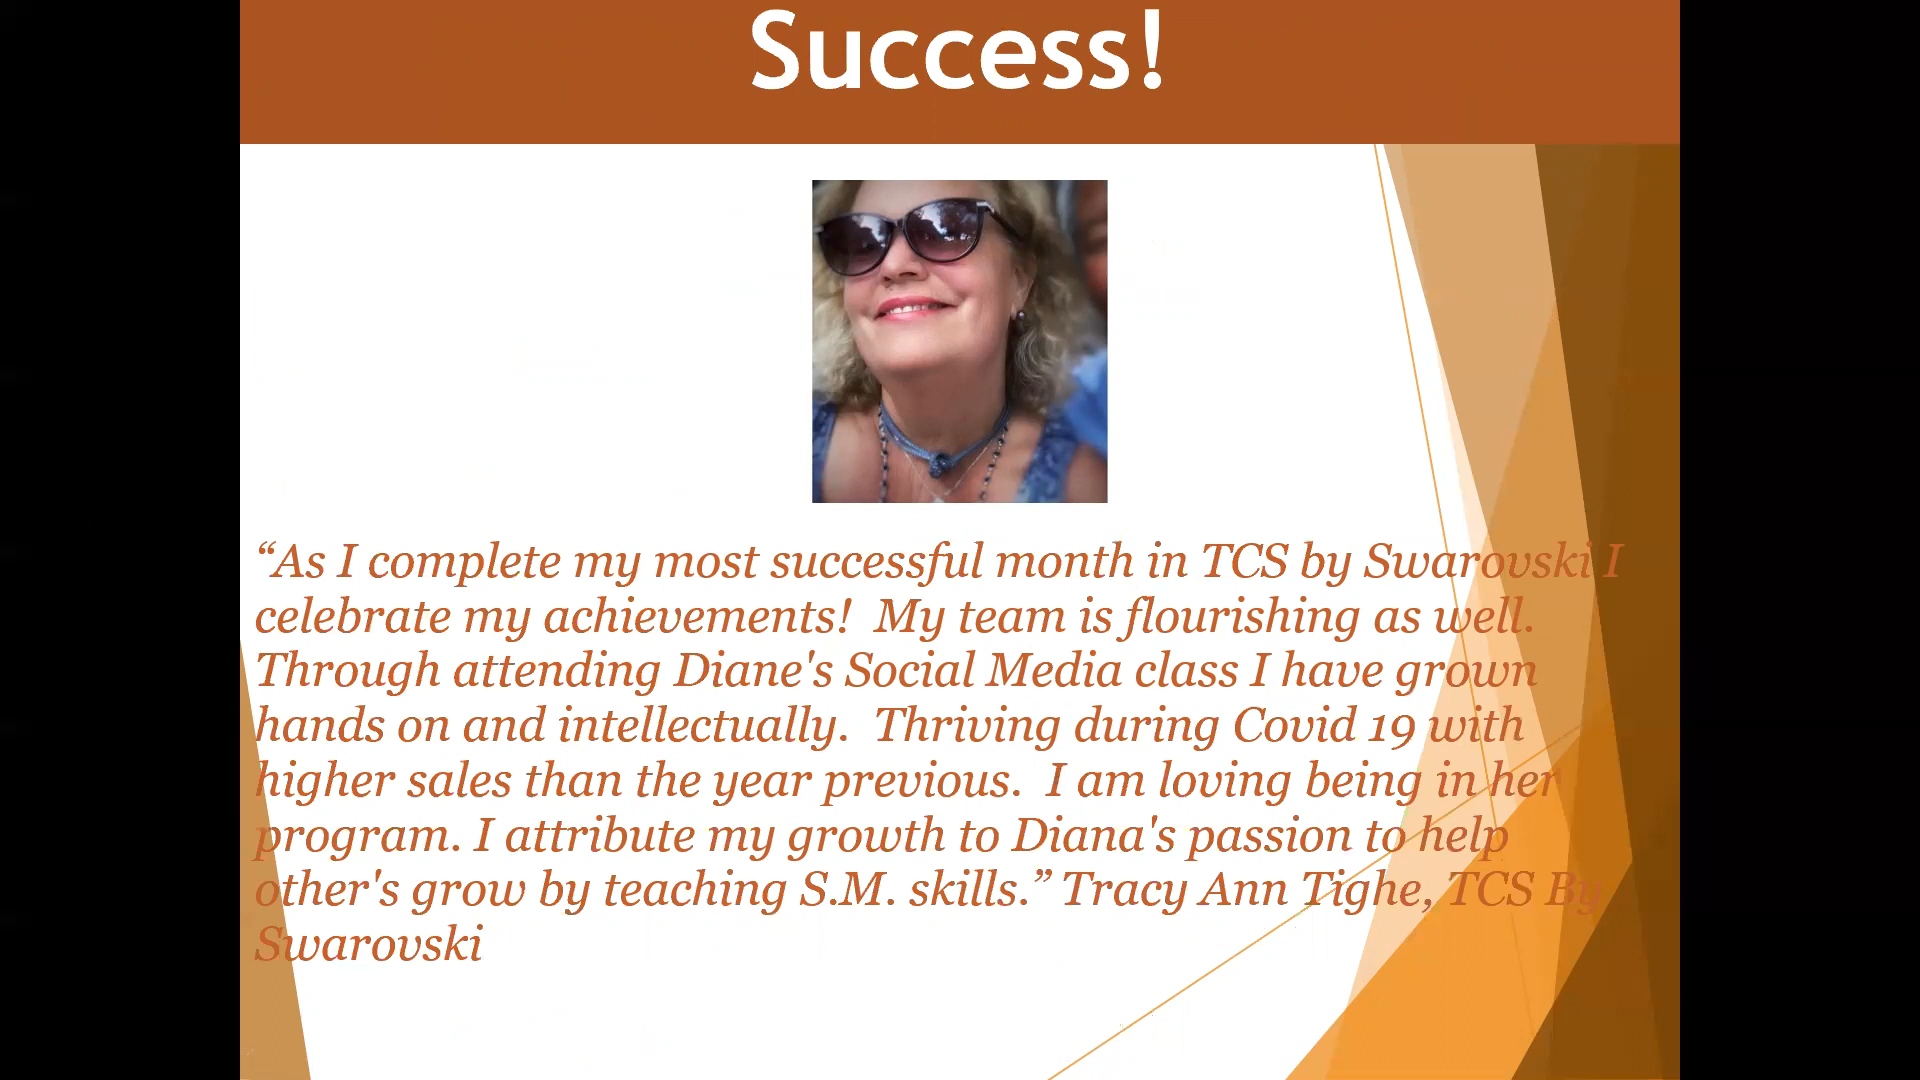 Success!
“As I complete my most successful month in TCS by Swarovski I
celebrate my achievements!  My team is flourishing as well.
Through attending Diane's Social Media class I have grown
hands on and intellectually.  Thriving during Covid 19 with
higher sales than the year previous.  I am loving being in her
program. I attribute my growth to Diana's passion to help
other's grow by teaching S.M. skills.” Tracy Ann Tighe, TCS By
Swarovski